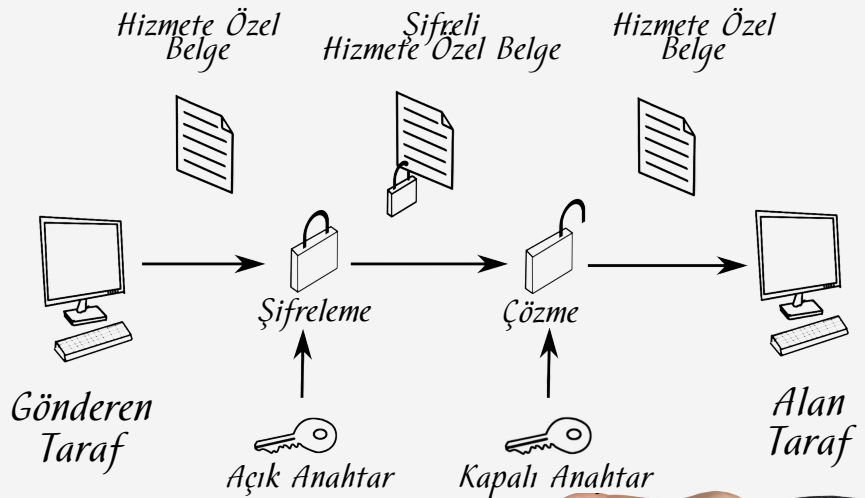 Hizmete Özel
Belge
Şifreli
Hizmete Özel Belge
Hizmete Özel
Belge
Şifreleme
Çözme
Gönderen
Taraf
Alan
Taraf
Açık Anahtar
Kapalı Anahtar